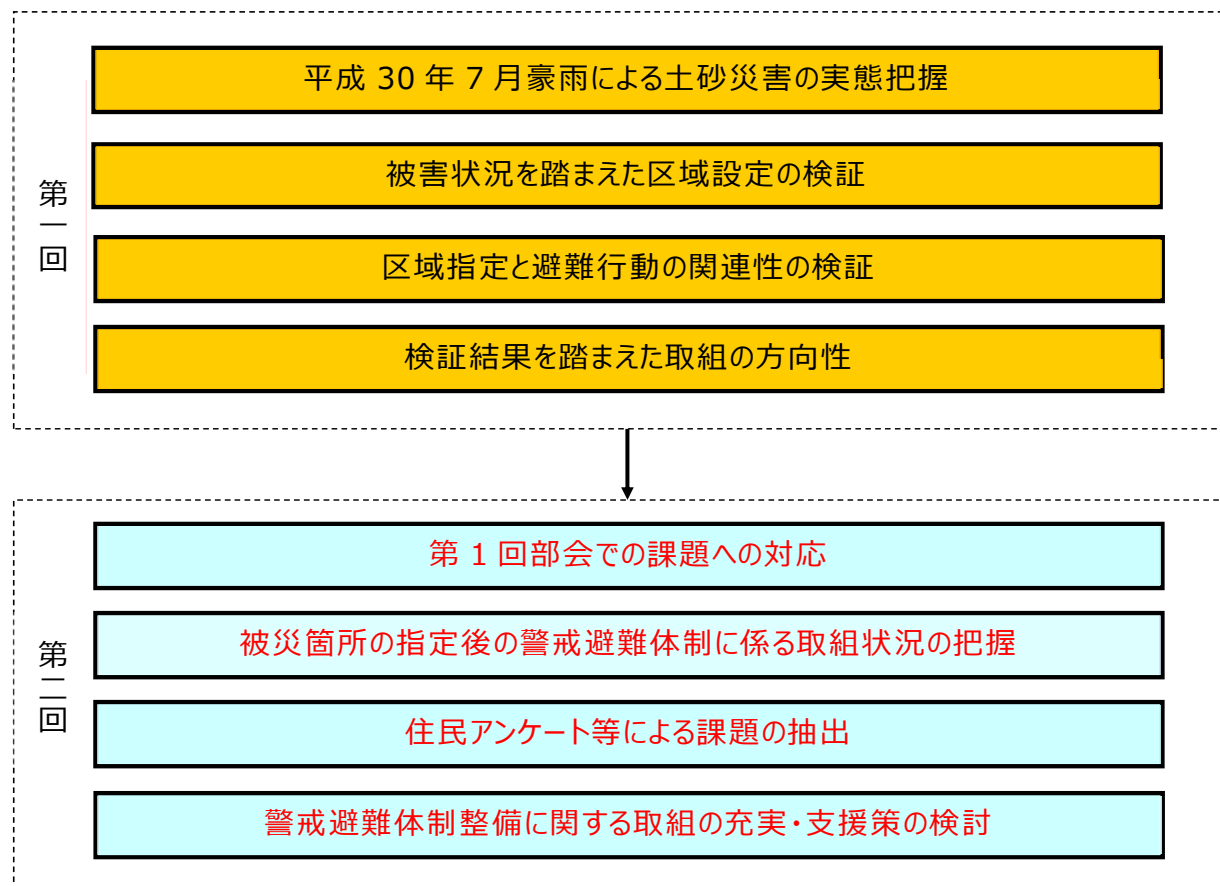 第一回
平成 30 年 7 月豪雨による土砂災害の実態把握
被害状況を踏まえた区域設定の検証
区域指定と避難行動の関連性の検証
検証結果を踏まえた取組の方向性
第二回
第 1 回部会での課題への対応
被災箇所の指定後の警戒避難体制に係る取組状況の把握
住民アンケート等による課題の抽出
警戒避難体制整備に関する取組の充実・支援策の検討